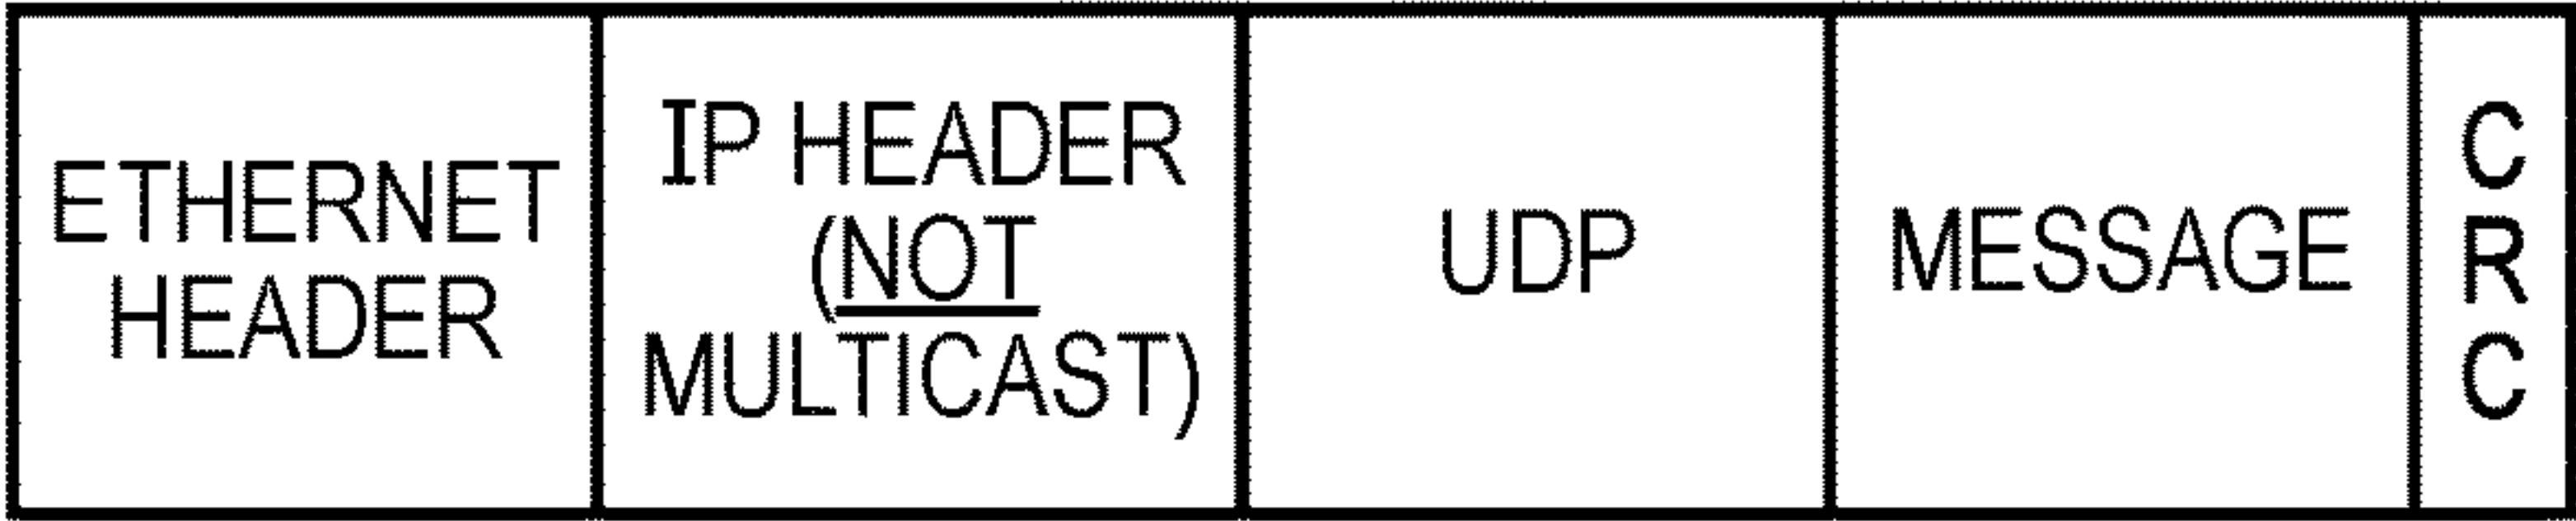 ETHERNET
HEADER
IP HEADER
(NOT
MULTICAST)
UDP
MESSAGE
C
R
C